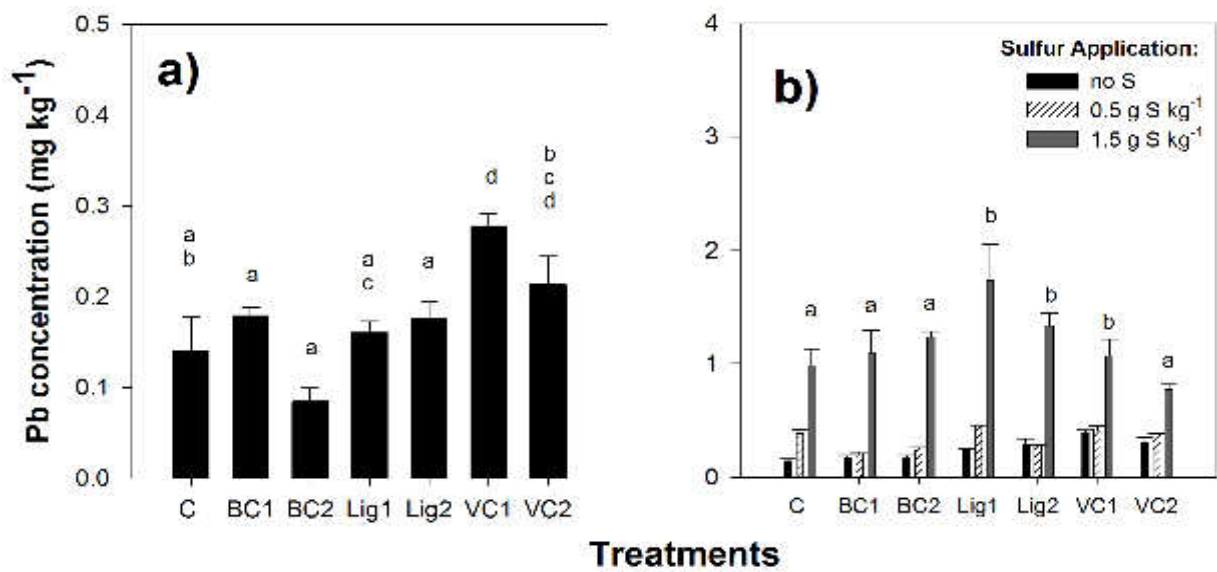 Pb concentration (mg kg-1)
0.5
0.4
0.3
0.2
0.1
0.0
a)
a
b
a
a
a
c
a
d
b
c
d
C BC1 BC2 Lig1 Lig2 VC1 VC2
4
3
2
1
0
b)
Sulfur Application:
no S
0.5 g S kg-1
1.5 g S kg-1
a a a b b b a
C BC1 BC2 Lig1 Lig2 VC1 VC2
Treatments